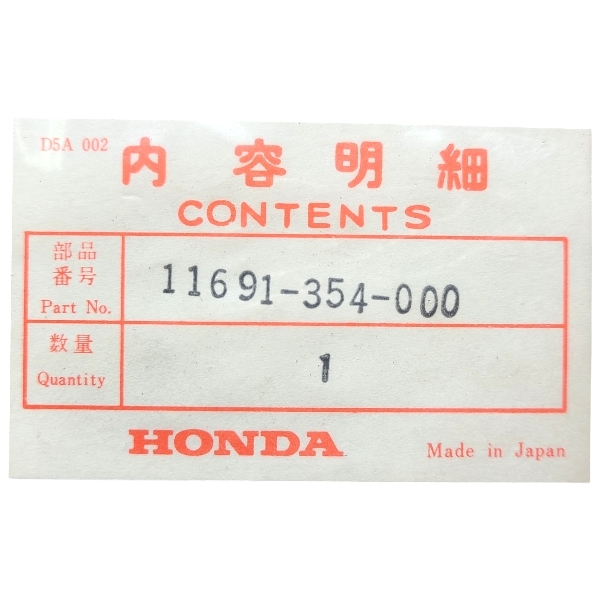 D5A 002
内容明細
CONTENTS
部品
番号
Part No.
11691-354-000
数量
Quantity
1
HONDA
Made in Japan